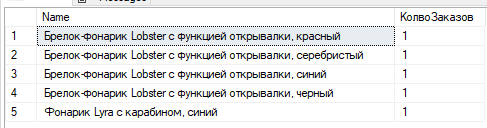 Name КолвоЗаказов
1 Брелок-фонарик Lobster с функцией открывалки, красный 1
2 Брелок-фонарик Lobster с функцией открывалки, серебристый 1
3 Брелок-фонарик Lobster с функцией открывалки, синий 1
4 Брелок-фонарик Lobster с функцией открывалки, черный 1
5 Фонарик Lyra с карабином, синий 1